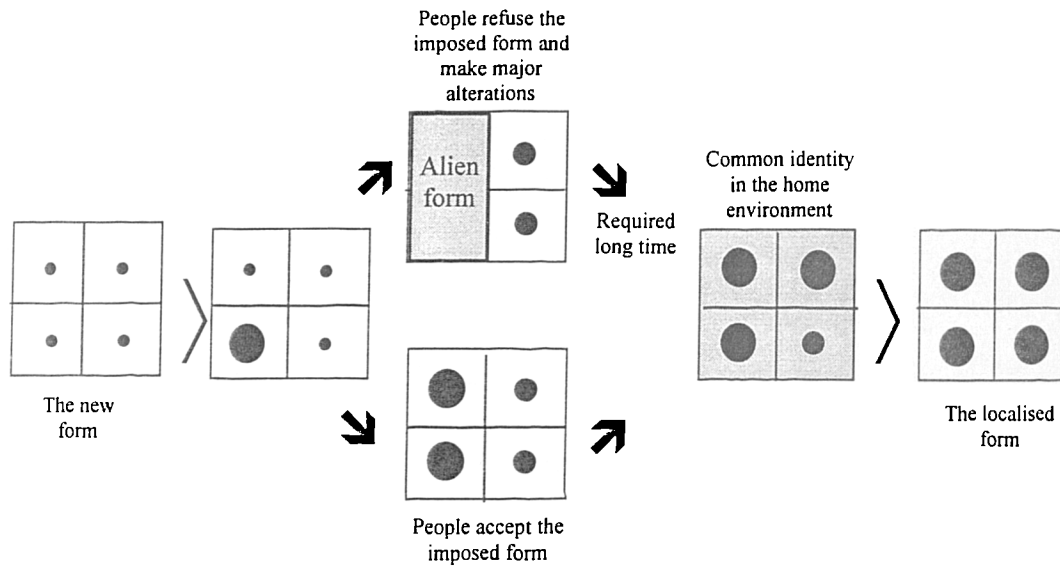 People refuse the
imposed form and
make major
alterations
Alien
form
Required
long time
Common identity
in the home
environment
The new
form
People accept the
imposed form
The localised
form